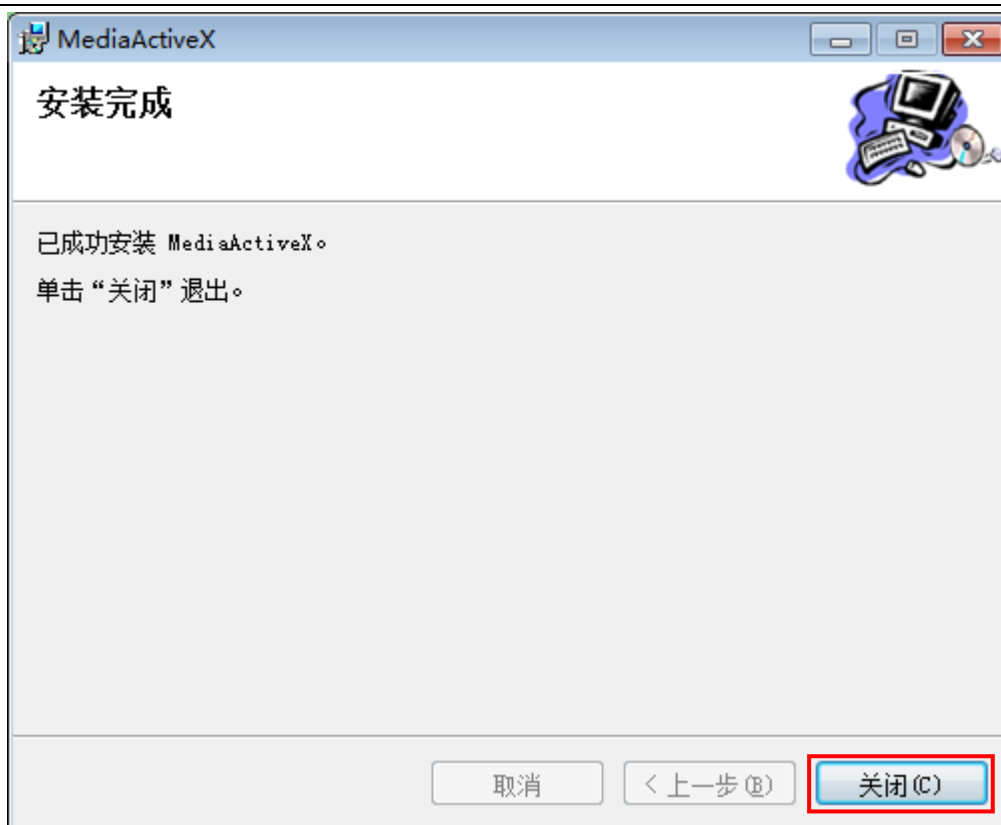 MediaActiveX
安装完成
已成功安装 MediaActiveX。
单击“关闭”退出。
取消
< 上一步(B)
关闭(C)